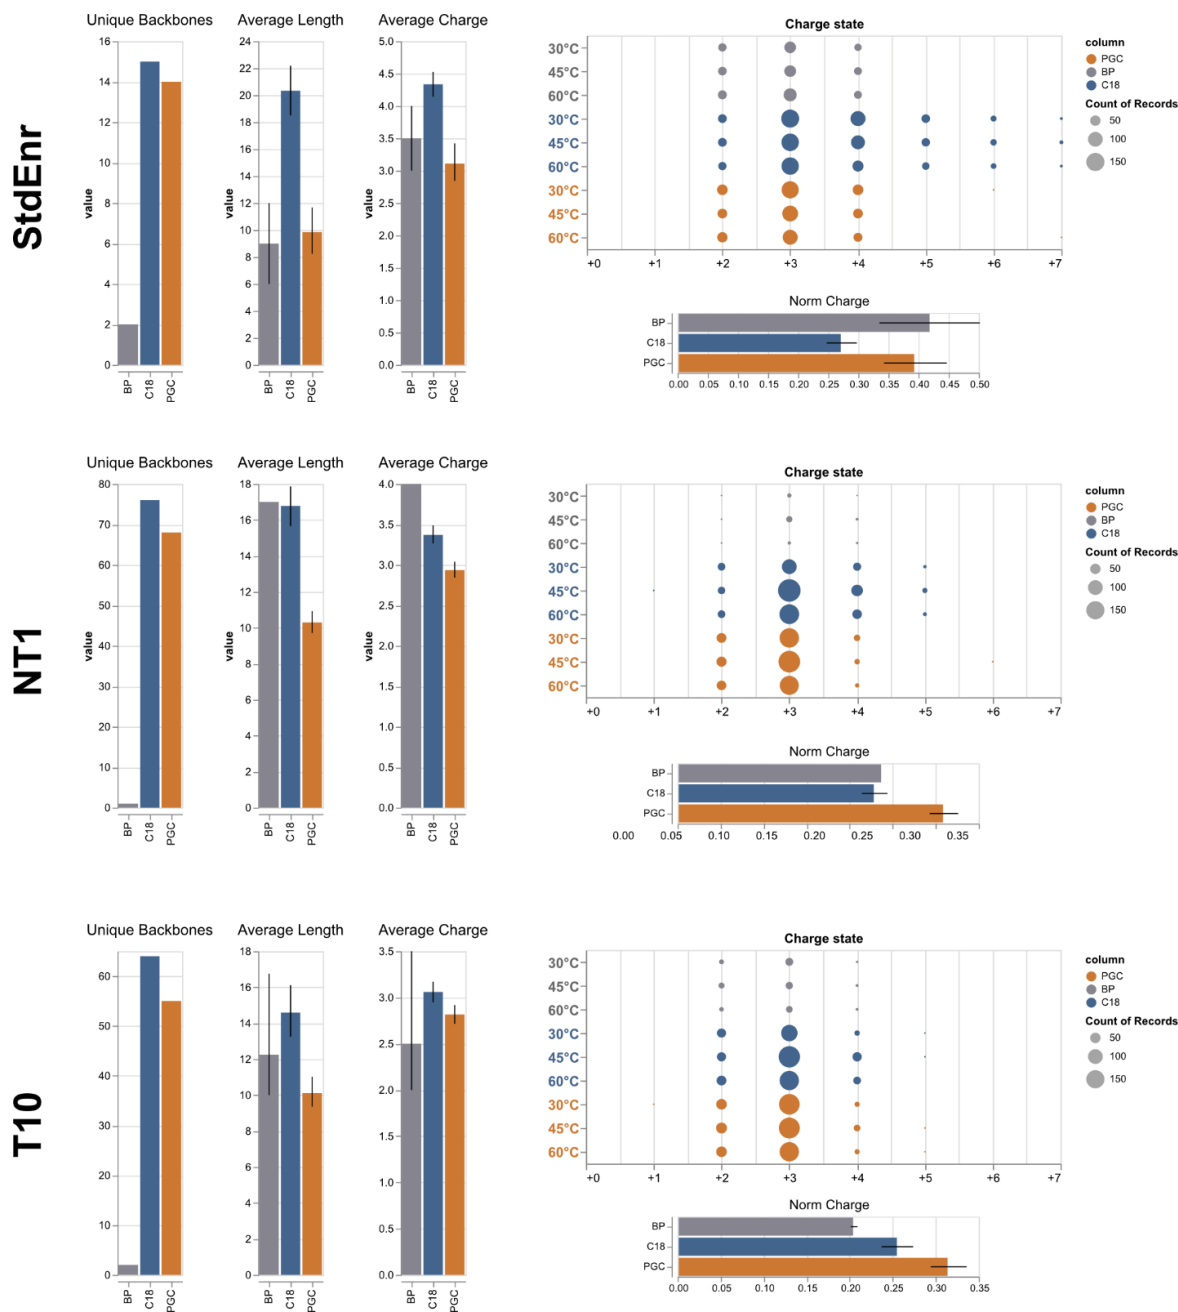 StdEnr
Unique Backbones
Average Length
Average Charge
16
14
12
10
8
6
4
2
0
value
BP
C18
PGC
24
22
20
18
16
14
12
10
8
6
4
2
0
value
BP
C18
PGC
5.0
4.5
4.0
3.5
3.0
2.5
2.0
1.5
1.0
0.5
0.0
value
BP
C18
PGC
Charge state
30°C
45°C
60°C
30°C
45°C
60°C
30°C
45°C
60°C
+0 +1 +2 +3 +4 +5 +6 +7
column
PGC
BP
C18
Count of Records
50
100
150
Norm Charge
BP
C18
PGC
0.00 0.05 0.10 0.15 0.20 0.25 0.30 0.35 0.40 0.45 0.50
NT1
Unique Backbones
Average Length
Average Charge
80
70
60
50
40
30
20
10
0
value
BP
C18
PGC
18
16
14
12
10
8
6
4
2
0
value
BP
C18
PGC
4.0
3.5
3.0
2.5
2.0
1.5
1.0
0.5
0.0
value
BP
C18
PGC
Charge state
30°C
45°C
60°C
30°C
45°C
60°C
30°C
45°C
60°C
+0 +1 +2 +3 +4 +5 +6 +7
column
PGC
BP
C18
Count of Records
50
100
150
Norm Charge
BP
C18
PGC
0.00 0.05 0.10 0.15 0.20 0.25 0.30 0.35
T10
Unique Backbones
Average Length
Average Charge
60
50
40
30
20
10
0
BP
C18
PGC
18
16
14
12
10
8
6
4
2
0
BP
C18
PGC
3.5
3.0
2.5
2.0
1.5
1.0
0.5
0.0
BP
C18
PGC
Charge state
30°C
45°C
60°C
30°C
45°C
60°C
30°C
45°C
60°C
+0 +1 +2 +3 +4 +5 +6 +7
column
PGC
BP
C18
Count of Records
50
100
150
Norm Charge
BP
C18
PGC
0.00 0.05 0.10 0.15 0.20 0.25 0.30 0.35